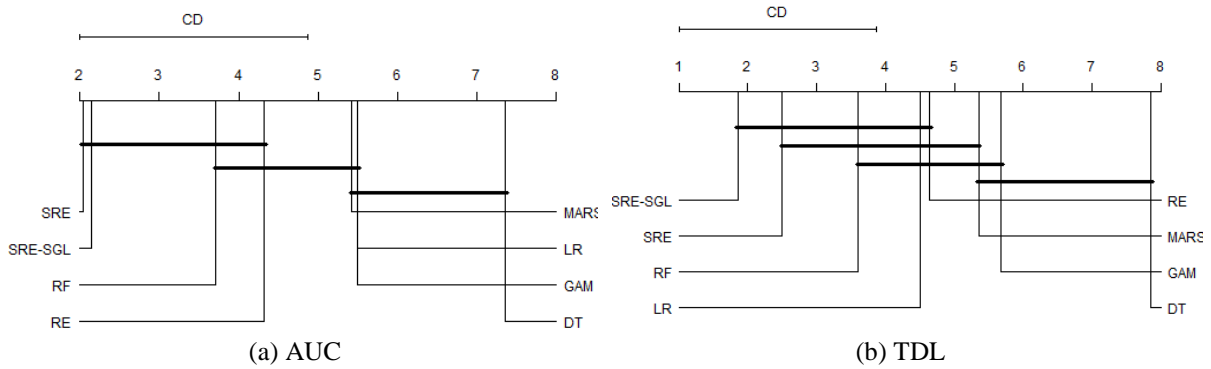 CD
2 3 4 5 6 7 8
SRE
SRE-SGL
RF
RE
MARS
LR
GAM
DT
(a) AUC
CD
1 2 3 4 5 6 7 8
SRE-SGL
SRE
RF
LR
RE
MARS
GAM
DT
(b) TDL